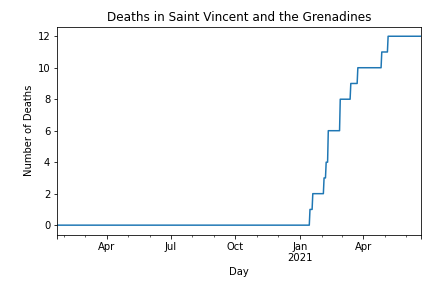 Deaths in Saint Vincent and the Grenadines
12
10
8
6
4
2
0
Number of Deaths
Apr
Jul
Oct
Jan
2021
Apr
Day